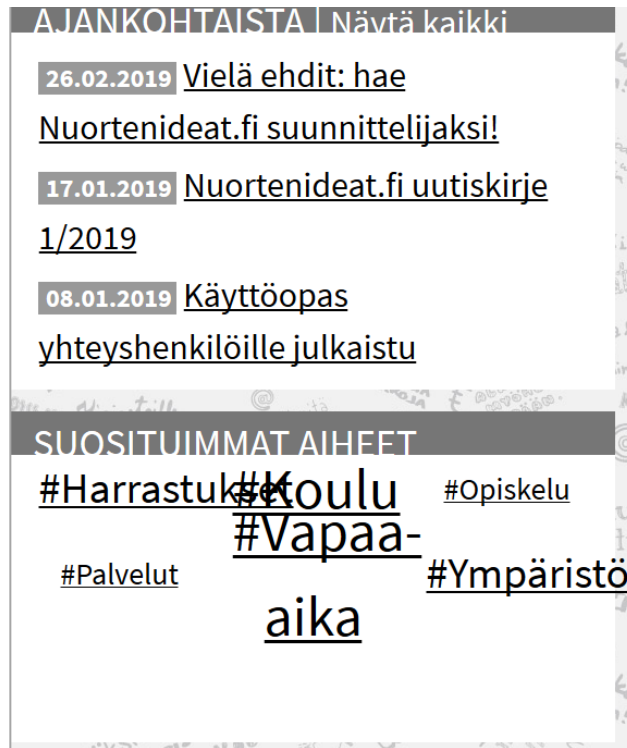 AJANKOHTAISTA | Näytä kaikki
26.02.2019 Vielä ehdit: hae
Nuortenideat.fi suunnittelijaksi!
17.01.2019 Nuortenideat.fi uutiskirje
1/2019
08.01.2019 Käyttöopas
yhteyshenkilöille julkaistu
SUOSITUIMMAT AIHEET
#Harrastukset #Koulu #Opiskelu
#Palvelut #Vapaa-
aika #Ympäristö